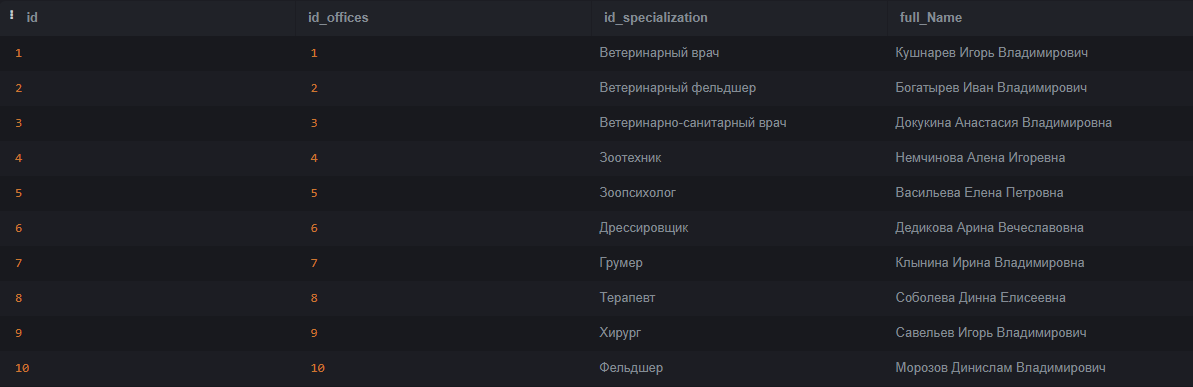 id id_offices id_specialization full_Name
1 1 Ветеринарный врач Кушнарев Игорь Владимирович
2 2 Ветеринарный фельдшер Богатырев Иван Владимирович
3 3 Ветеринарно-санитарный врач Докукина Анастасия Владимировна
4 4 Зоотехник Немчинова Алена Игоревна
5 5 Зоопсихолог Васильева Елена Петровна
6 6 Дрессировщик Дедикова Арина Вечеславовна
7 7 Грумер Клынина Ирина Владимировна
8 8 Терапевт Соболева Динна Елисеевна
9 9 Хирург Савельев Игорь Владимирович
10 10 Фельдшер Морозов Динислам Владимирович